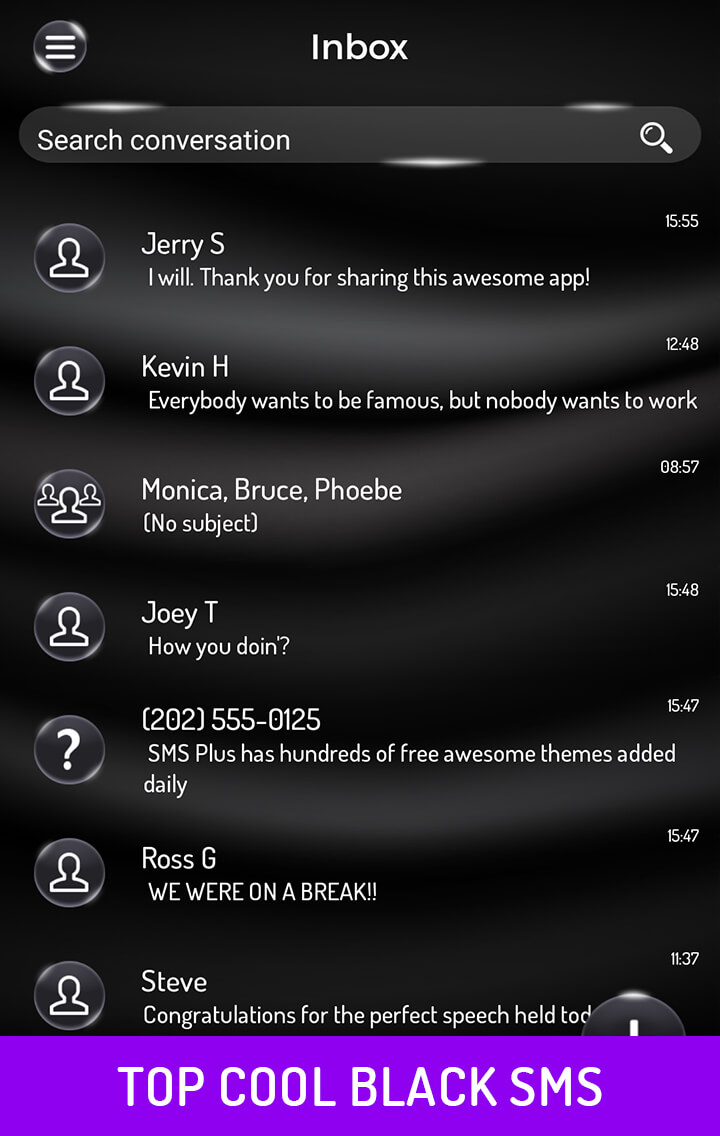 Inbox
Search conversation
15:55
Jerry S
I will. Thank you for sharing this awesome app!
12:48
Kevin H
Everybody wants to be famous, but nobody wants to work
08:57
Monica, Bruce, Phoebe
(No subject)
15:48
Joey T
How you doin'?
15:47
(202) 555-0125
SMS Plus has hundreds of free awesome themes added
daily
15:47
Ross G
WE WERE ON A BREAK!!
11:37
Steve
Congratulations for the perfect speech held
TOP COOL BLACK SMS